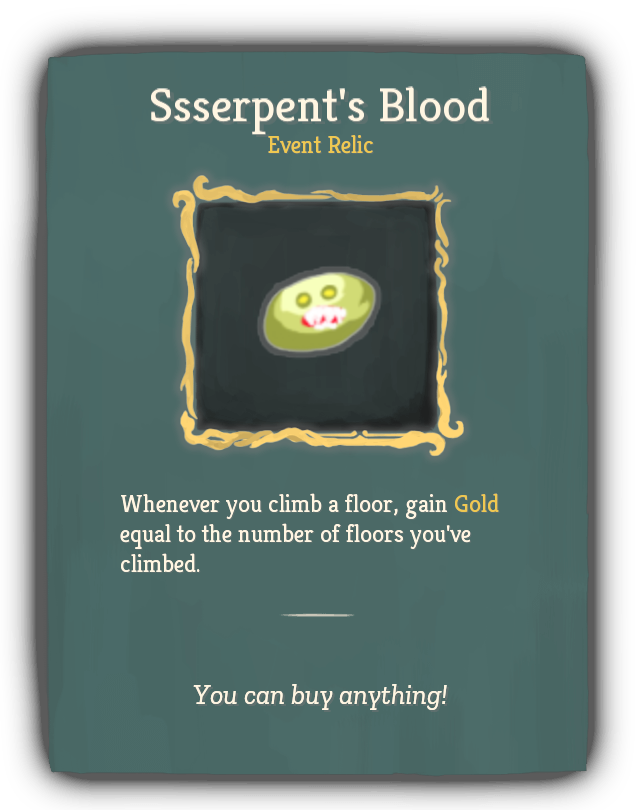 Ssserpent's Blood
Event Relic
Whenever you climb a floor, gain Gold
equal to the number of floors you've
climbed.
You can buy anything!